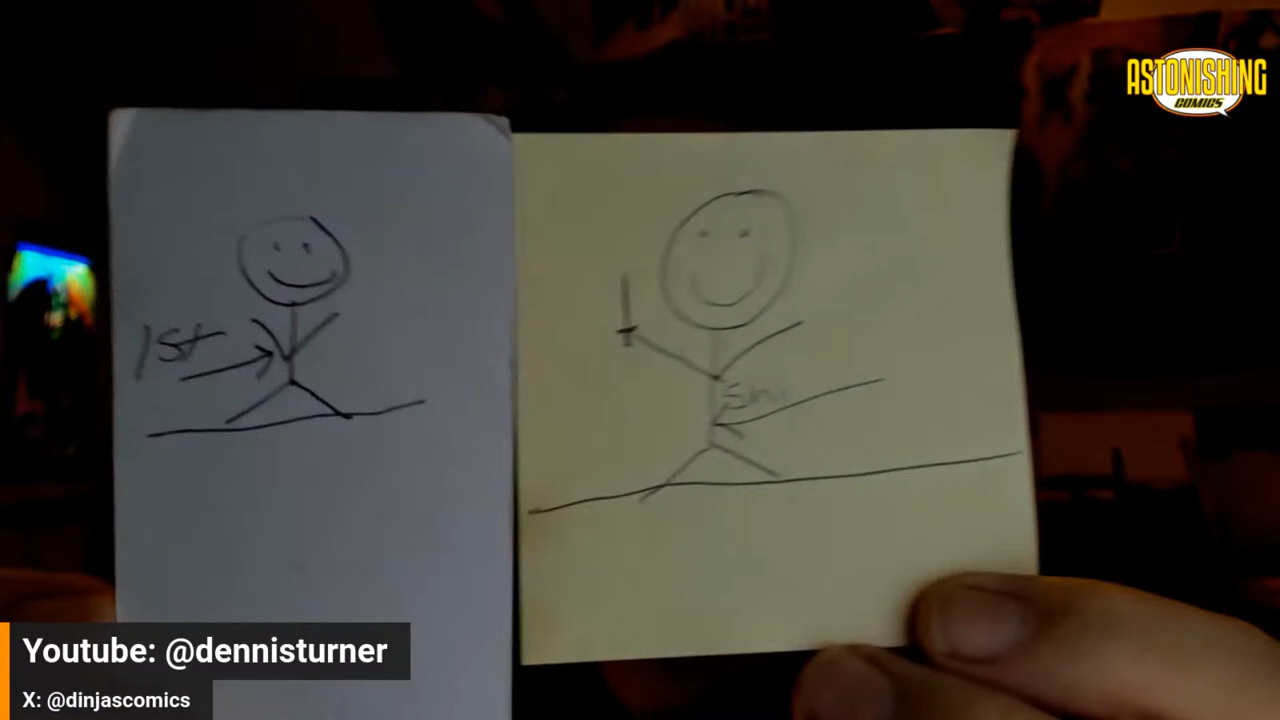 ASTONISHING
COMICS
1st
Youtube: @dennisturner
X: @dinjascomics